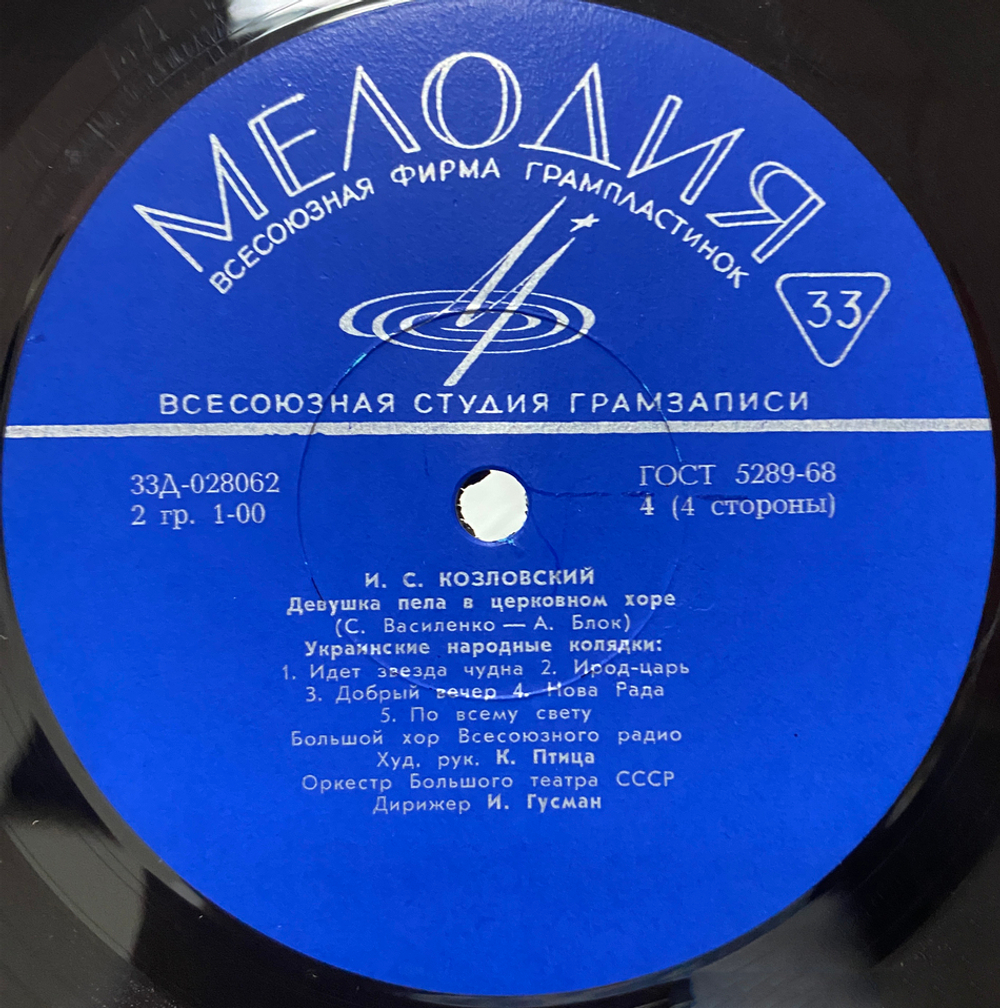 МЕЛОДИЯ
ВСЕСОЮЗНАЯ ФИРМА ГРАМПЛАСТИНОК
33
ВСЕСОЮЗНАЯ СТУДИЯ ГРАМЗАПИСИ
33Д-028062
2 гр. 1-00
ГОСТ 5289-68
4 (4 стороны)
И. С. КОЗЛОВСКИЙ
Девушка пела в церковном хоре
(С. Василенко — А. Блок)
Украинские народные колядки:
1. Идет звезда чудна 2. Ирод-царь
3. Добрый вечер 4. Нова Рада
5. По всему свету
Большой хор Всесоюзного радио
Худ. рук. К. Птица
Оркестр Большого театра СССР
Дирижер И. Гусман